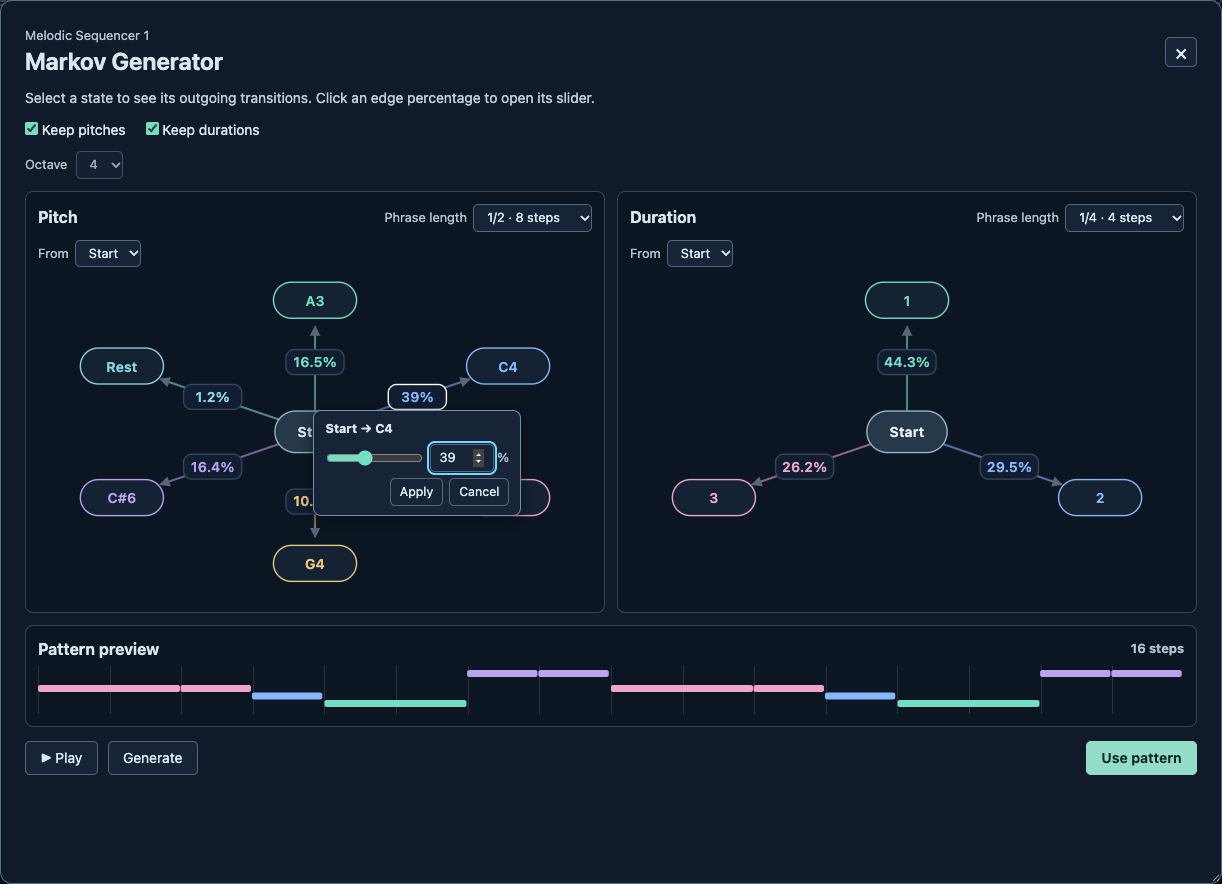 Melodic Sequencer 1
Markov Generator
×
Select a state to see its outgoing transitions. Click an edge percentage to open its slider.
Keep pitches Keep durations
Octave 4
Pitch
Phrase length 1/2 · 8 steps
From Start
A3
16.5%
Rest
C4
1.2%
39%
St
Start → C4
39 %
Apply Cancel
16.4%
C#6
10.
G4
Duration
Phrase length 1/4 · 4 steps
From Start
1
44.3%
Start
26.2%
29.5%
3
2
Pattern preview
16 steps
▶ Play
Generate
Use pattern